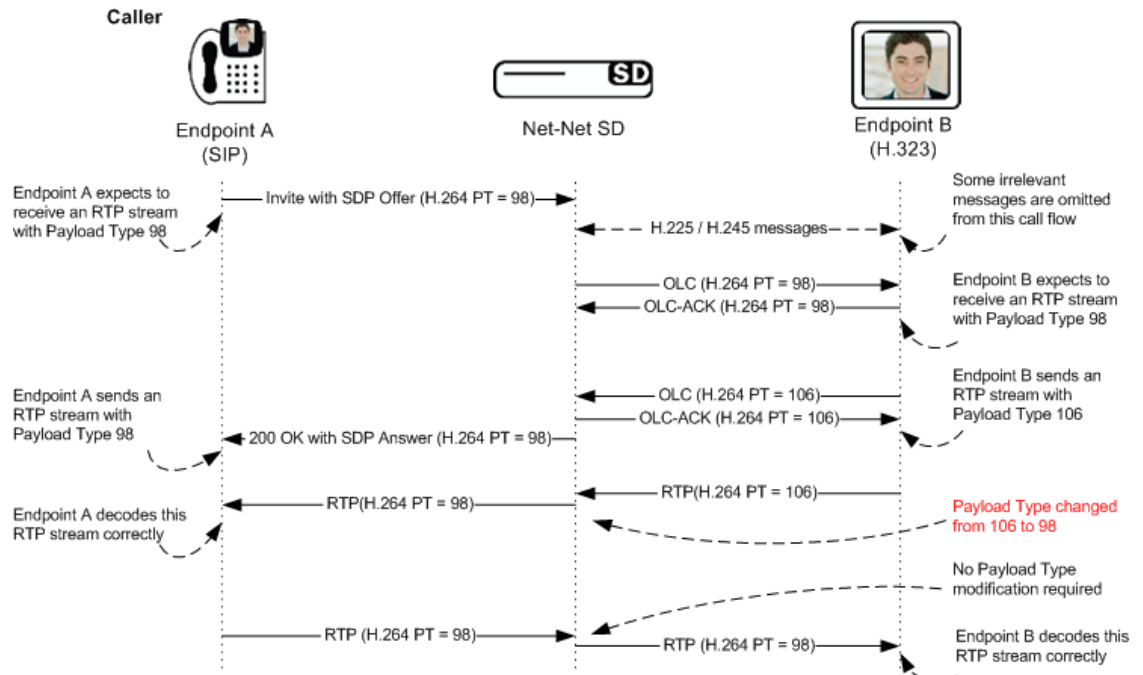 Caller
SD
Endpoint A
(SIP)
Net-Net SD
Endpoint B
(H.323)
Endpoint A expects to
receive an RTP stream
with Payload Type 98
Invite with SDP Offer (H.264 PT = 98)
Some irrelevant
messages are omitted
from this call flow
H.225 / H.245 messages
OLC (H.264 PT = 98)
OLC-ACK (H.264 PT = 98)
Endpoint B expects to
receive an RTP stream
with Payload Type 98
Endpoint A sends an
RTP stream with
Payload Type 98
OLC (H.264 PT = 106)
OLC-ACK (H.264 PT = 106)
Endpoint B sends an
RTP stream with
Payload Type 106
200 OK with SDP Answer (H.264 PT = 98)
RTP(H.264 PT = 106)
RTP(H.264 PT = 98)
Endpoint A decodes this
RTP stream correctly
Payload Type changed
from 106 to 98
No Payload Type
modification required
RTP (H.264 PT = 98)
RTP (H.264 PT = 98)
Endpoint B decodes this
RTP stream correctly